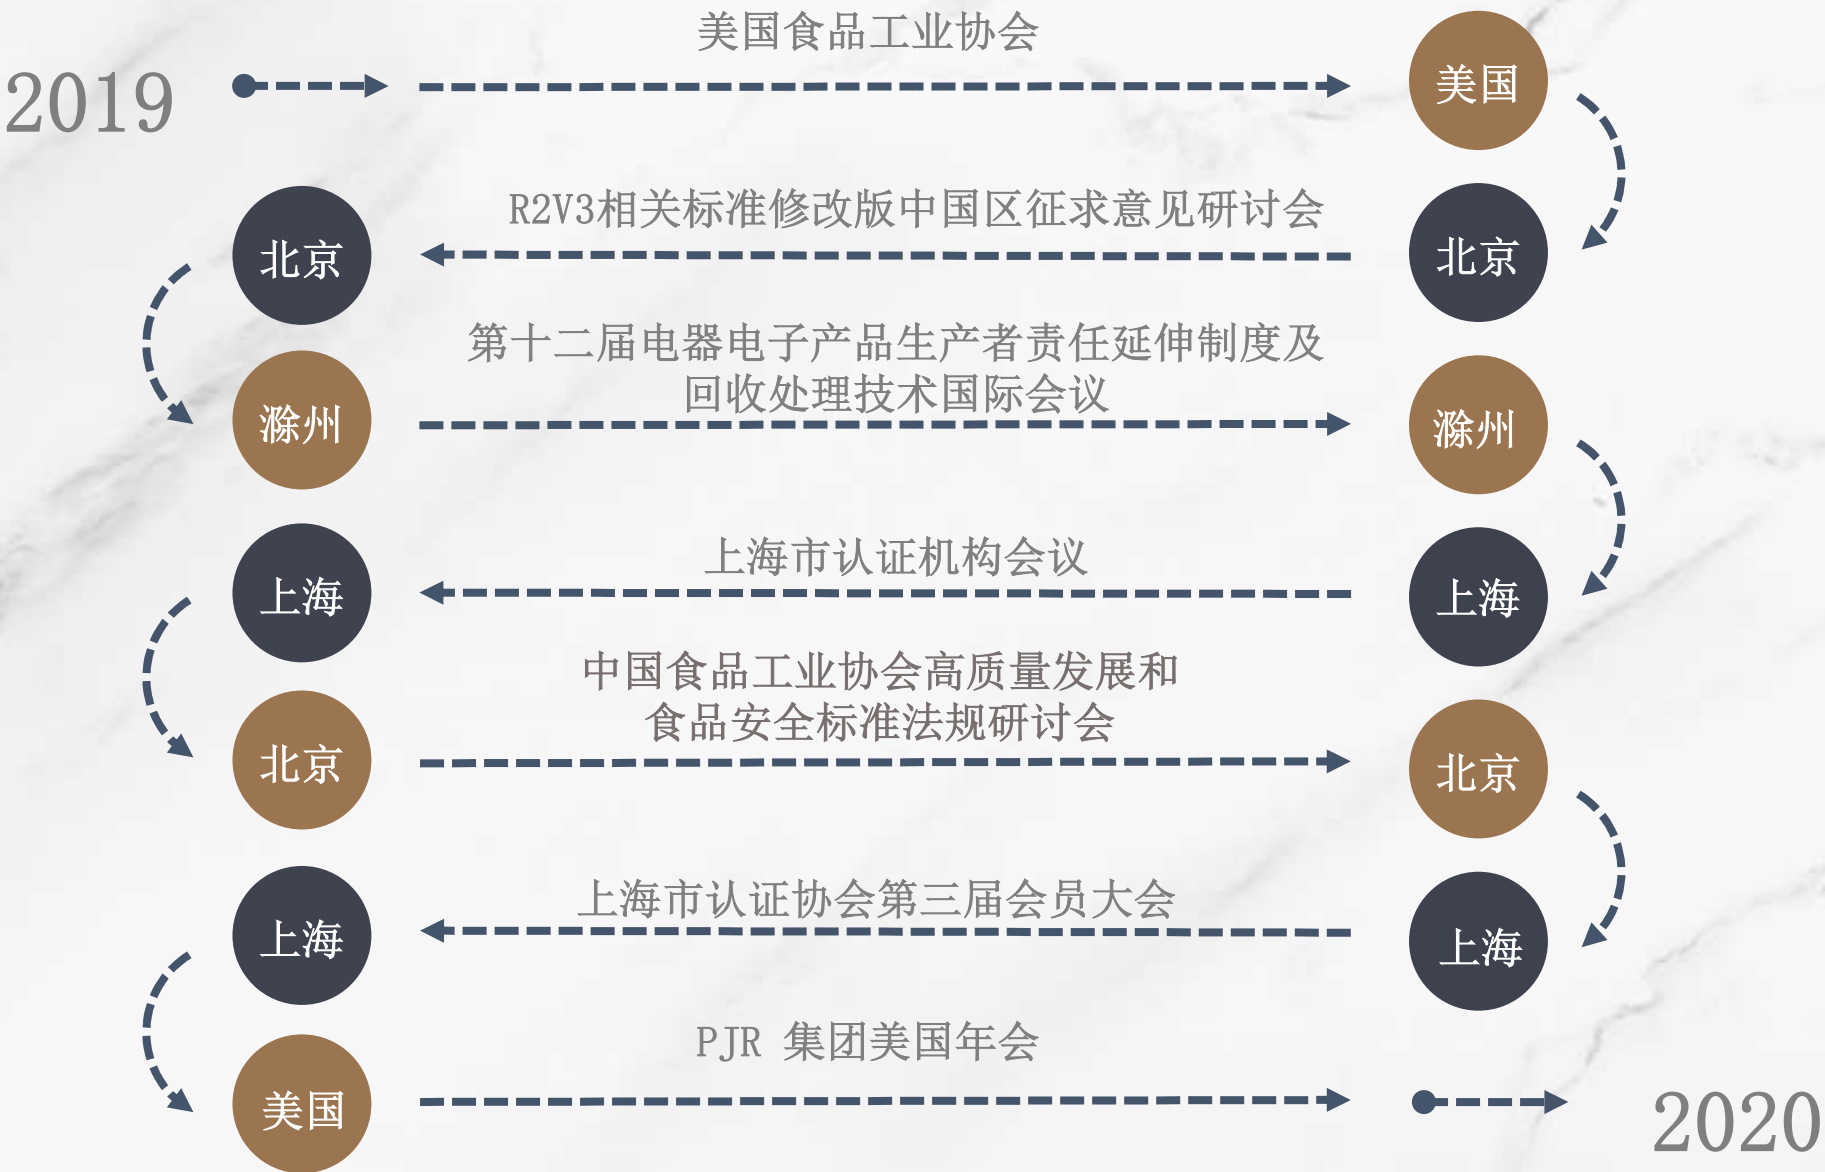 美国食品工业协会
美国
2019
R2V3相关标准修改版中国区征求意见研讨会
北京
北京
第十二届电器电子产品生产者责任延伸制度及
回收处理技术国际会议
滁州
滁州
上海市认证机构会议
上海
上海
中国食品工业协会高质量发展和
食品安全标准法规研讨会
北京
北京
上海市认证协会第三届会员大会
上海
上海
PJR 集团美国年会
美国
2020